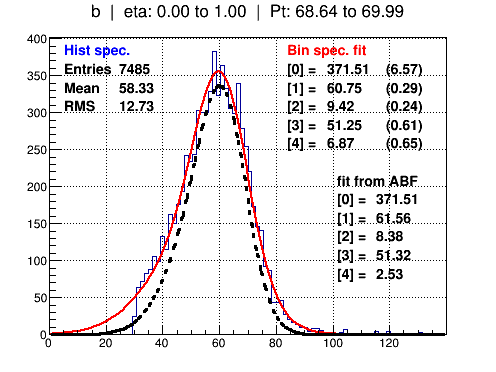 b | eta: 0.00 to 1.00 | Pt: 68.64 to 69.99
Hist spec.
Entries 7485
Mean 58.33
RMS 12.73
Bin spec. fit
[0] = 371.51 (6.57)
[1] = 60.75 (0.29)
[2] = 9.42 (0.24)
[3] = 51.25 (0.61)
[4] = 6.87 (0.65)
fit from ABF
[0] = 371.51
[1] = 61.56
[2] = 8.38
[3] = 51.32
[4] = 2.53
400
350
300
250
200
150
100
50
0
0 20 40 60 80 100 120